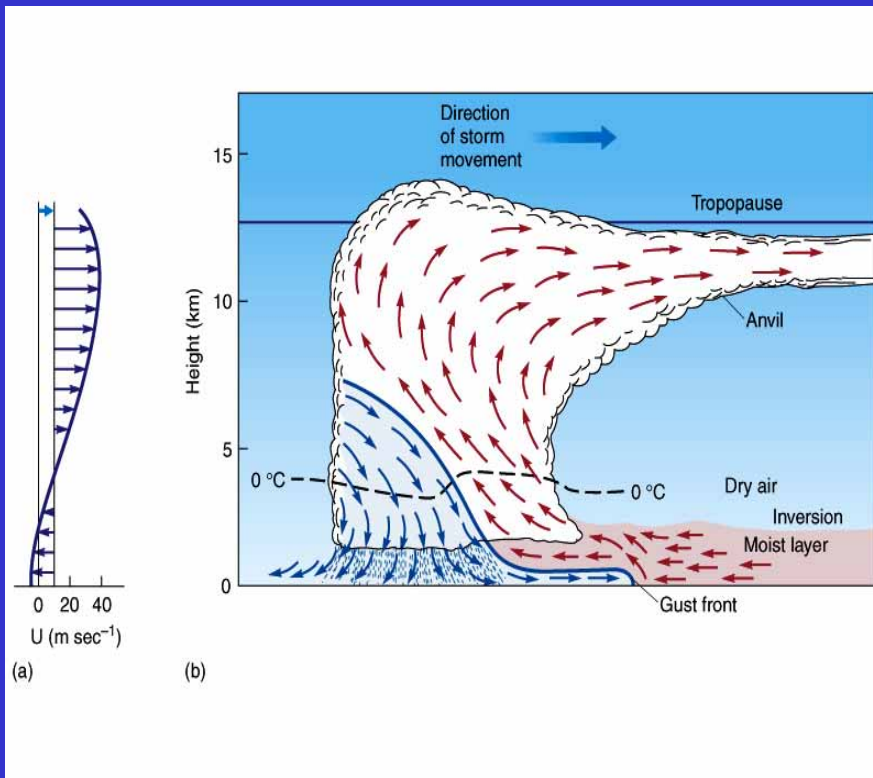 Direction
of storm
movement
15
Tropopause
10
Height (km)
Anvil
5
0 °C
0 °C
Dry air
Inversion
Moist layer
0
Gust front
0 20 40
U (m sec⁻¹)
(a)
(b)